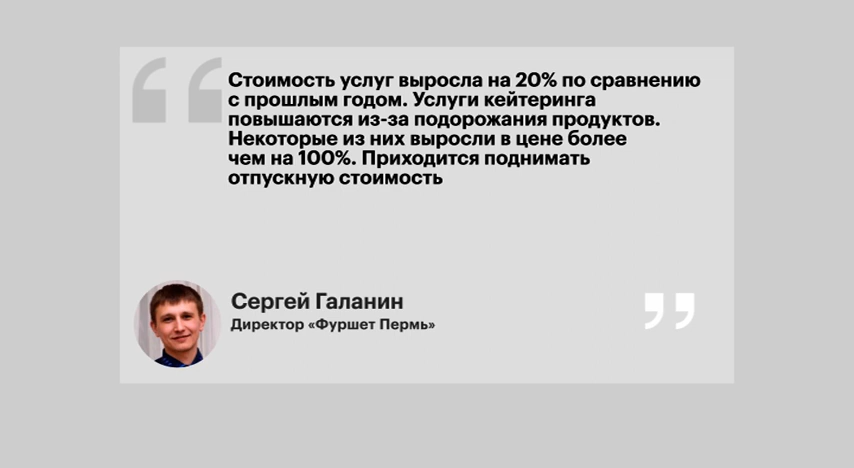 Стоимость услуг выросла на 20% по сравнению
с прошлым годом. Услуги кейтеринга
повышаются из-за подорожания продуктов.
Некоторые из них выросли в цене более
чем на 100%. Приходится поднимать
отпускную стоимость
Сергей Галанин
Директор «Фуршет Пермь»